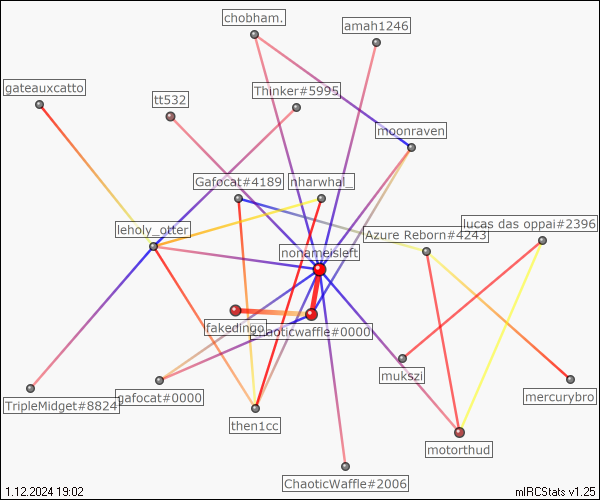 chobham.
amah1246
gateauxcatto
tt532
Thinker#5995
moonraven
Gafocat#4189
nharwhal_
leholy_otter
nonameisleft
Azure Reborn#4243
lucas das oppai#2396
fakedingo
chaoticwaffle#0000
mukszi
mercurybro
TripleMidget#8824
gafocat#0000
then1cc
motorthud
ChaoticWaffle#2006
1.12.2024 19:02
mIRCStats v1.25